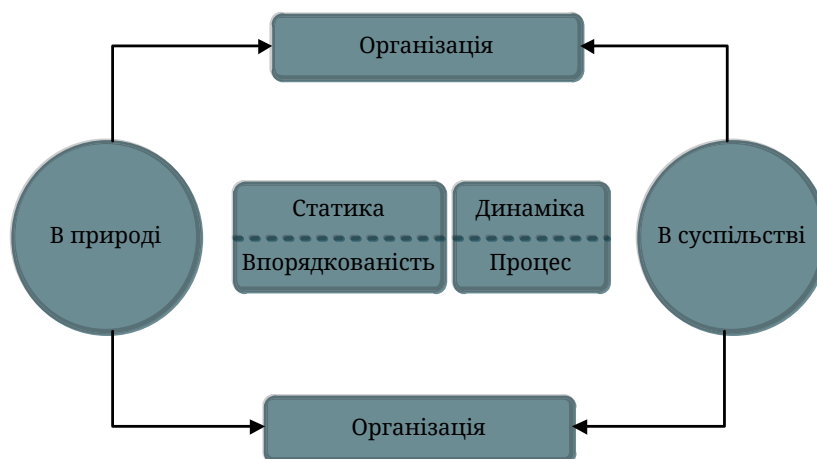 Організація
В природі
Статика
Динаміка
В суспільстві
Впорядкованість
Процес
Організація